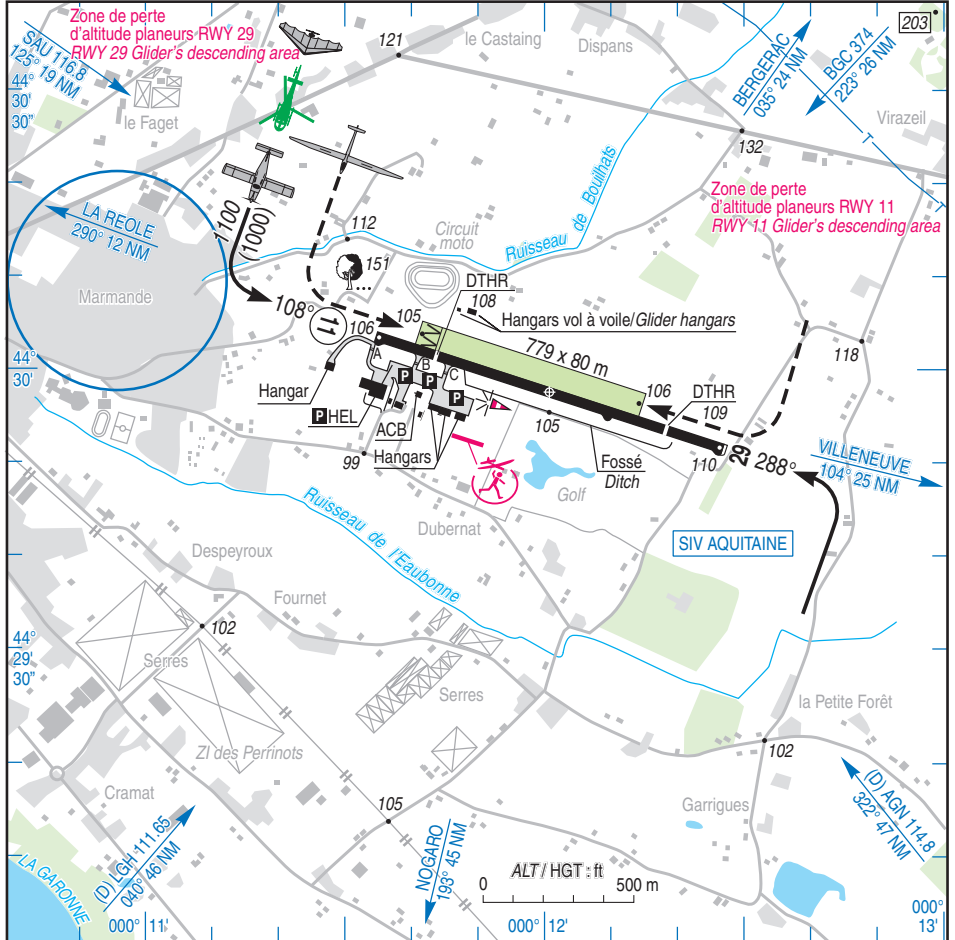 Zone de perte
d'altitude planeurs RWY 29
RWY 29 Glider's descending area
SAU 116.8
125° 19 NM
44°
30'
30"
le Faget
121
le Castaing
Dispans
BERGERAC
035° 24 NM
BGC 374
223° 26 NM
203
Virazeil
132
Zone de perte
d'altitude planeurs RWY 11
RWY 11 Glider's descending area
Ruisseau de Bouilhats
LA REOLE
290° 12 NM
1100
(1000)
112
Circuit
moto
151
Marmande
DTHR
108
Hangars vol à voile/Glider hangars
108°
11
105
106
779 x 80 m
118
44°
30'
A
B
C
P
P
P
Hangar
P HEL
ACB
Hangars
99
106
DTHR
109
105
Fossé
Ditch
110
29
288°
VILLENEUVE
104° 25 NM
Golf
Dubernat
Ruisseau de l'Eaubonne
SIV AQUITAINE
Despeyroux
Fournet
102
44°
29'
30"
Serres
Serres
la Petite Forêt
ZI des Perrinots
102
Cramat
105
Garrigues
(D) AGN 114.8
322° 47 NM
(D) LGH 111.65
040° 46 NM
NOGARO
193° 45 NM
LA GARONNE
ALT / HGT : ft
0
500 m
000° 11'
000° 12'
000°
13'